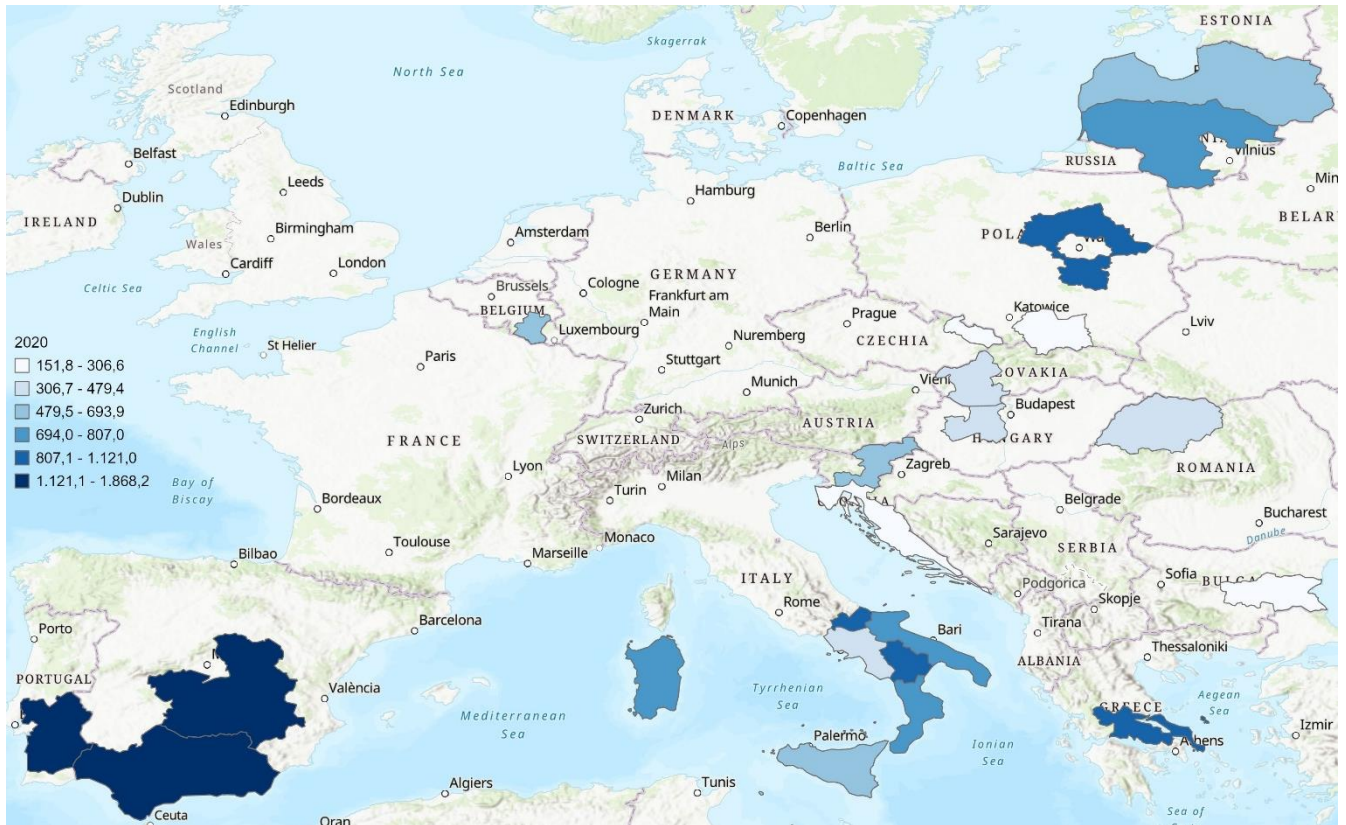 ESTONIA
Skagerrak
North Sea
Scotland
Edinburgh
DENMARK
Copenhagen
Belfast
Baltic Sea
RUSSIA
Vilnius
Leeds
Dublin
Hamburg
Min
IRELAND
Birmingham
Wales
Amsterdam
Berlin
POLA
BELAR
Cardiff
London
GERMANY
Celtic Sea
Brussels
Cologne
BELGIUM
Frankfurt am
Main
Katowice
Lviv
English
Channel
St Helier
Luxembourg
Prague
CZECHIA
Nuremberg
Paris
Stuttgart
OVAKIA
Munich
Vien
Budapest
Zurich
AUSTRIA
SWITZERLAND
Alps
FRANCE
HUNGARY
Zagreb
ROMANIA
Lyon
Milan
Turin
Bay of
Biscay
Bordeaux
Belgrade
Bucharest
Danube
Toulouse
Monaco
Sarajevo
SERBIA
Bilbao
Marseille
ITALY
Podgorica
Sofia
BULGA
Skopje
Rome
Porto
Barcelona
Bari
Tirana
Thessaloniki
PORTUGAL
ALBANIA
València
Tyrrhenian
Sea
GREECE
Aegean
Sea
Mediterranean
Sea
Izmir
Palermo
Athens
Ionian
Sea
Algiers
Tunis
Ceuta
Oran
Sea of
2020
151,8 - 306,6
306,7 - 479,4
479,5 - 693,9
694,0 - 807,0
807,1 - 1.121,0
1.121,1 - 1.868,2